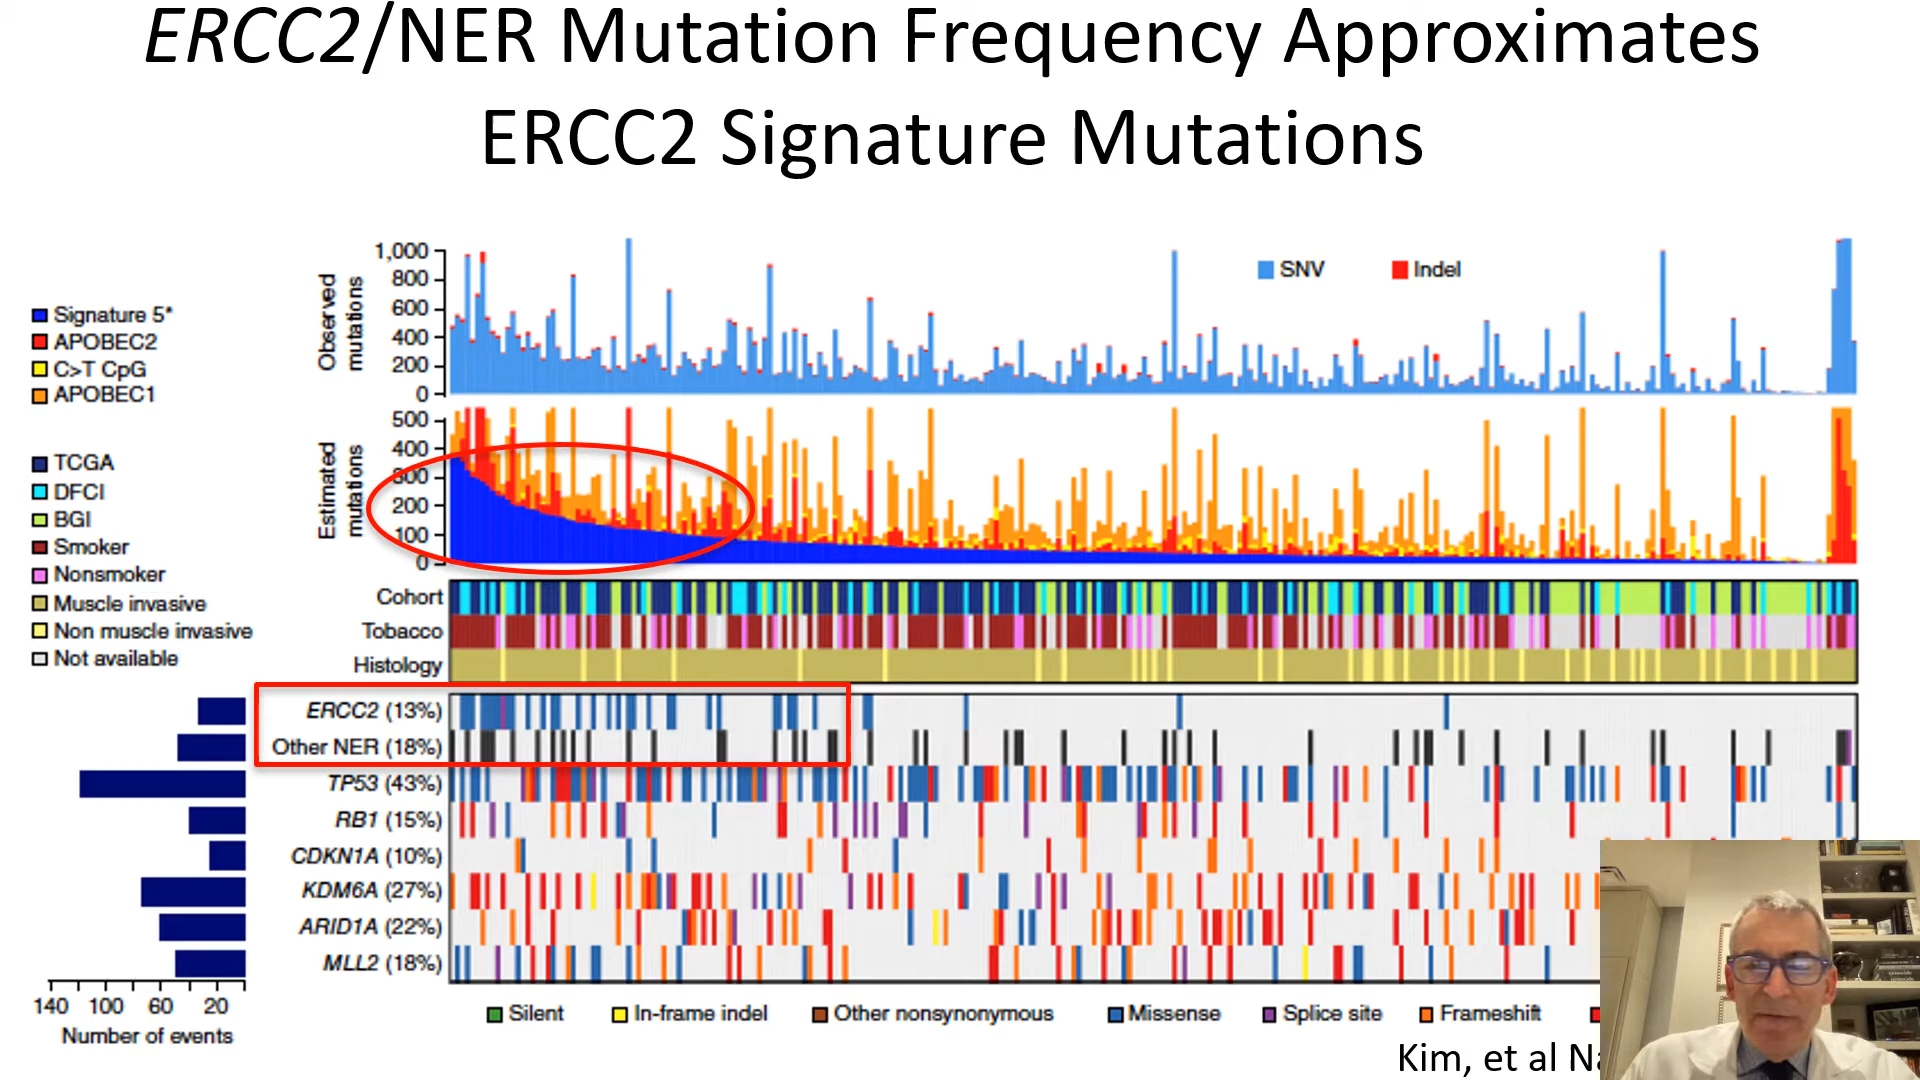 ERCC2/NER Mutation Frequency Approximates
ERCC2 Signature Mutations
Signature 5*
APOBEC2
C>T CpG
APOBEC1
TCGA
DFCI
BGI
Smoker
Nonsmoker
Muscle invasive
Non muscle invasive
Not available
Observed
mutations
1,000
800
600
400
200
0
SNV
Indel
Estimated
mutations
500
400
300
200
100
0
Cohort
Tobacco
Histology
ERCC2 (13%)
Other NER (18%)
TP53 (43%)
RB1 (15%)
CDKN1A (10%)
KDM6A (27%)
ARID1A (22%)
MLL2 (18%)
140 100 60 20
Number of events
Silent
In-frame indel
Other nonsynonymous
Missense
Splice site
Frameshift
Kim, et al